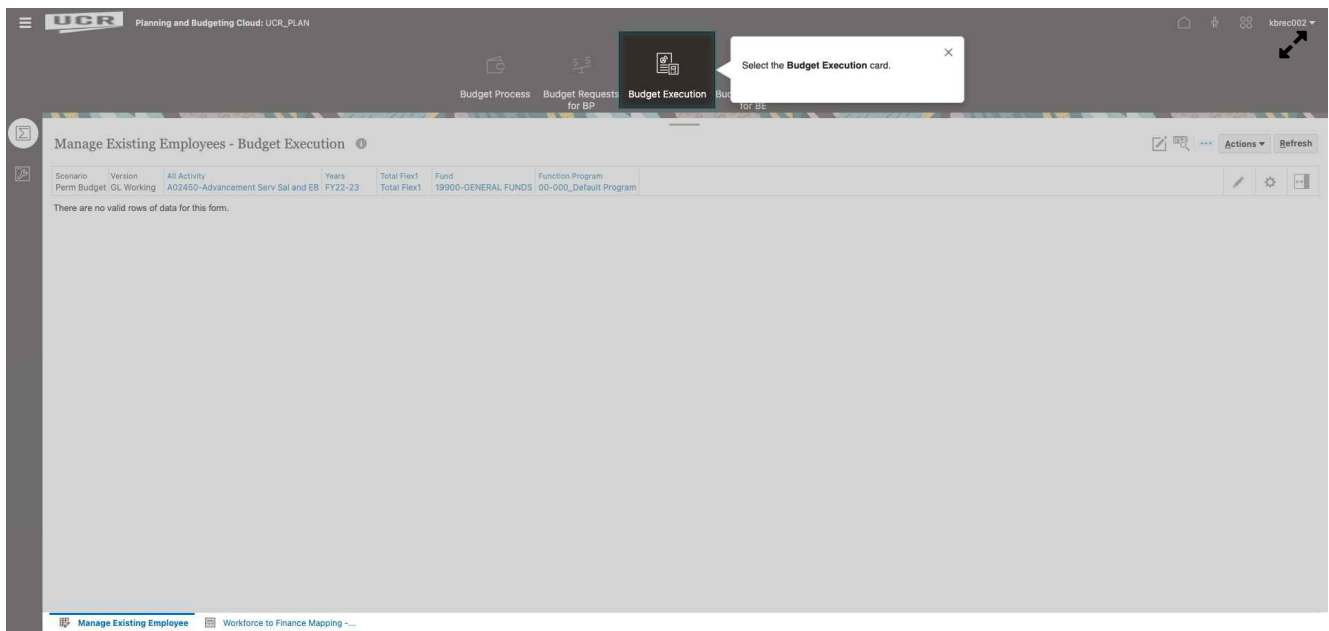 UCR Planning and Budgeting Cloud: UCR_PLAN kbrec002
Budget Process Budget Requests for BP Budget Execution Bud
for BE
Select the Budget Execution card.
Manage Existing Employees - Budget Execution
Actions Refresh
Scenario Version All Activity Years Total Flex1 Fund Function Program
Perm Budget GL Working A02450-Advancement Serv Sal and EB FY22-23 Total Flex1 19900-GENERAL FUNDS 00-000_Default Program
There are no valid rows of data for this form.
Manage Existing Employee Workforce to Finance Mapping -...